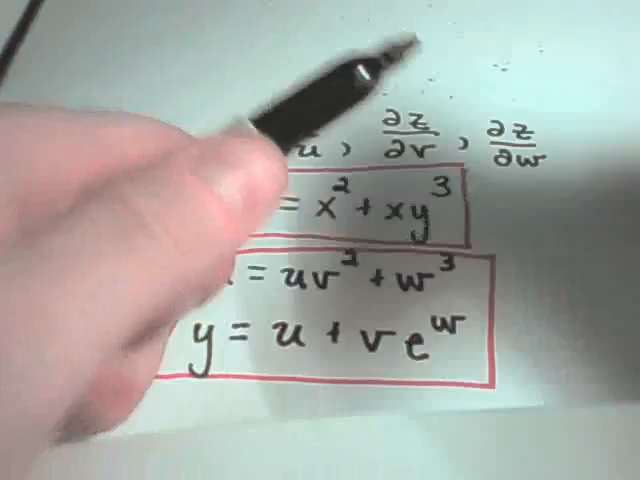 u , ∂z/∂v , ∂z/∂w
= x² + xy³
= uv² + w³
y = u + ve^w